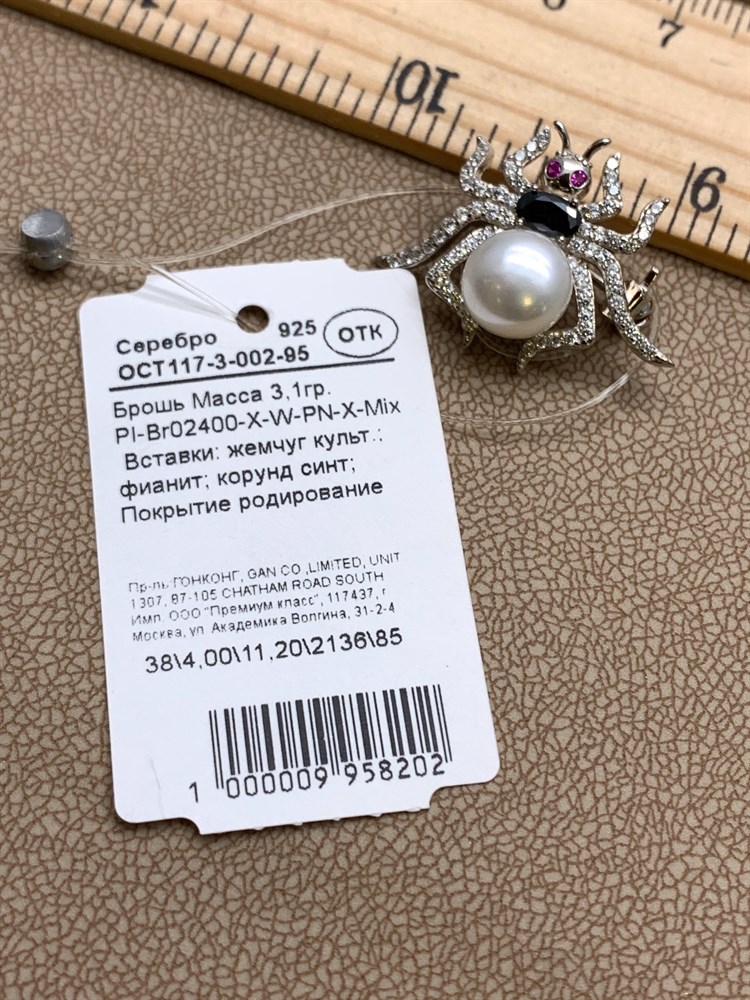 10
7
9
Серебро 925 ОТК
ОСТ117-3-002-95
Брошь Масса 3,1гр.
PI-Br02400-X-W-PN-X-Mix
Вставки: жемчуг культ.;
фианит; корунд синт;
Покрытие родирование
Пр-ль: ГОНКОНГ, GAN CO.,LIMITED, UNIT
1307, 87-105 CHATHAM ROAD SOUTH
Имп. ООО "Премиум класс", 117437, г
Москва, ул. Академика Волгина, 31-2-4
38\4,00\11,20\2136\85
1 000009 958202